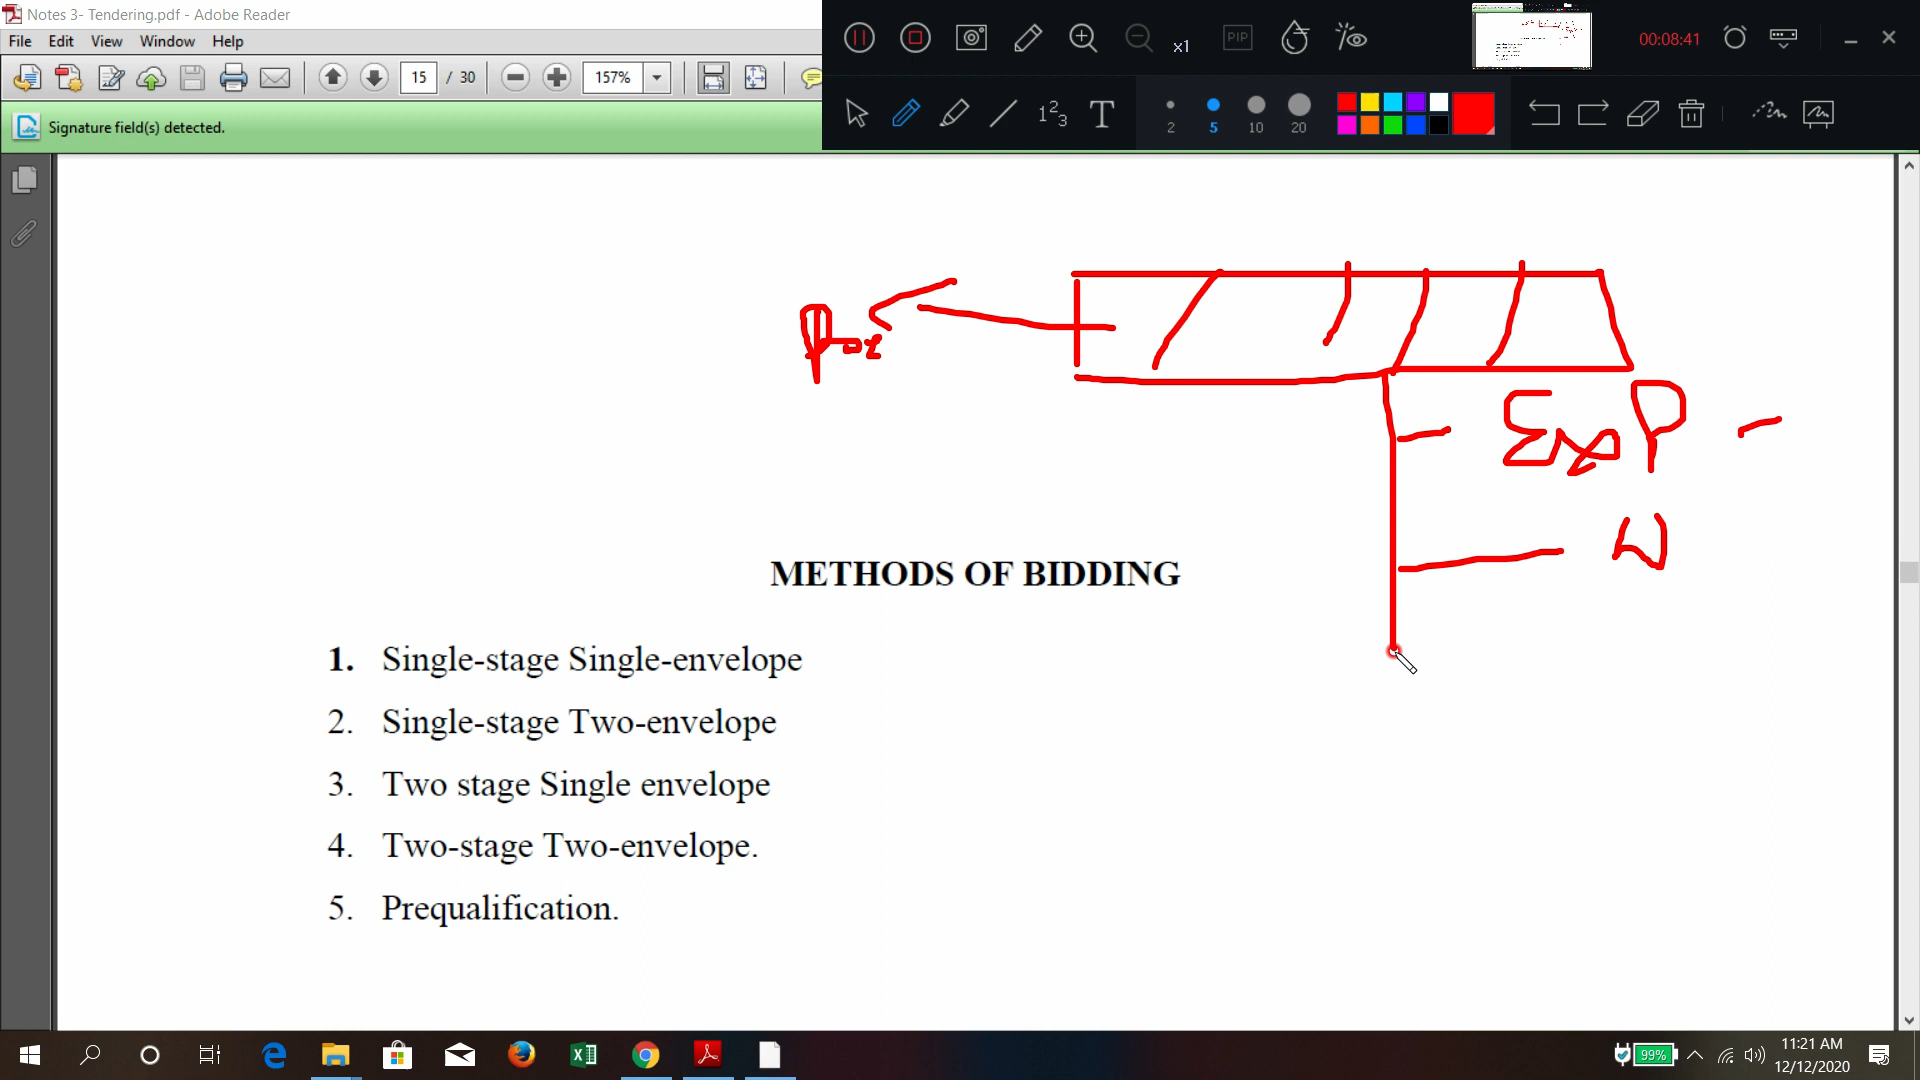 Notes 3- Tendering.pdf - Adobe Reader
File Edit View Window Help
15 / 30 157%
x1 PIP 00:08:41
1 2 3 T 2 5 10 20
Signature field(s) detected.
Exp -
METHODS OF BIDDING
1. Single-stage Single-envelope
2. Single-stage Two-envelope
3. Two stage Single envelope
4. Two-stage Two-envelope.
5. Prequalification.
99% 11:21 AM
12/12/2020